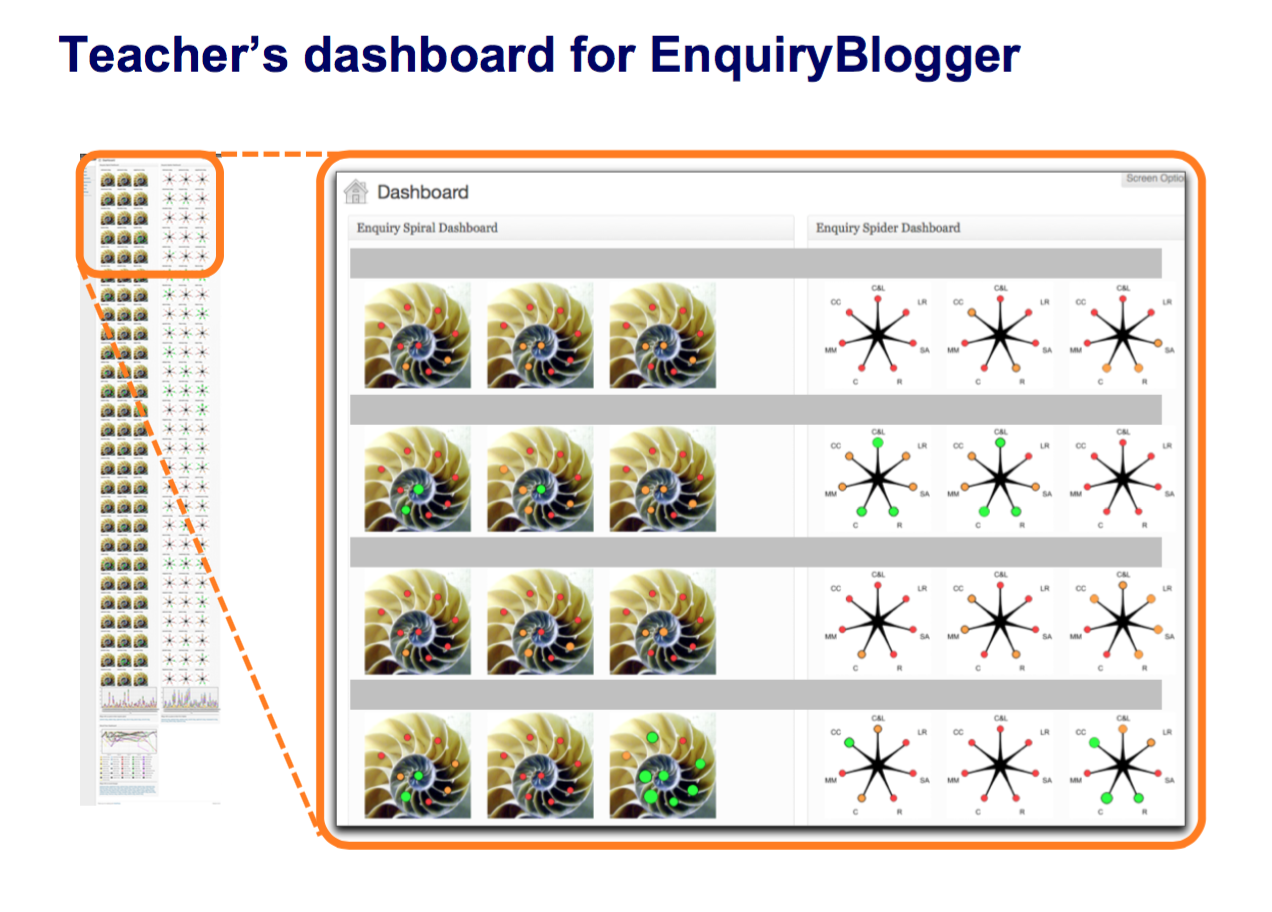 Teacher's dashboard for EnquiryBlogger
Screen Optio
Dashboard
Enquiry Spiral Dashboard
Enquiry Spider Dashboard
C&L C&L C&L
CC LR CC LR CC LR
MM SA MM SA MM SA
C R C R C R
C&L C&L C&L
CC LR CC LR CC LR
MM SA MM SA MM SA
C R C R C R
C&L C&L C&L
CC LR CC LR CC LR
MM SA MM SA MM SA
C R C R C R
C&L C&L C&L
CC LR CC LR CC LR
MM SA MM SA MM SA
C R C R C R